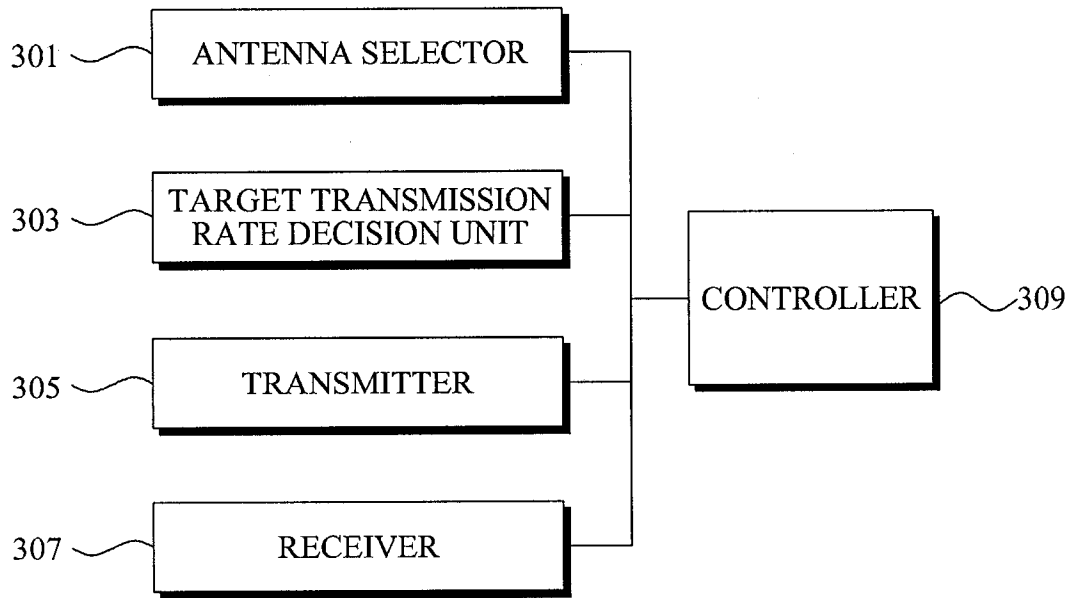 301
ANTENNA SELECTOR
303
TARGET TRANSMISSION
RATE DECISION UNIT
CONTROLLER
309
305
TRANSMITTER
307
RECEIVER